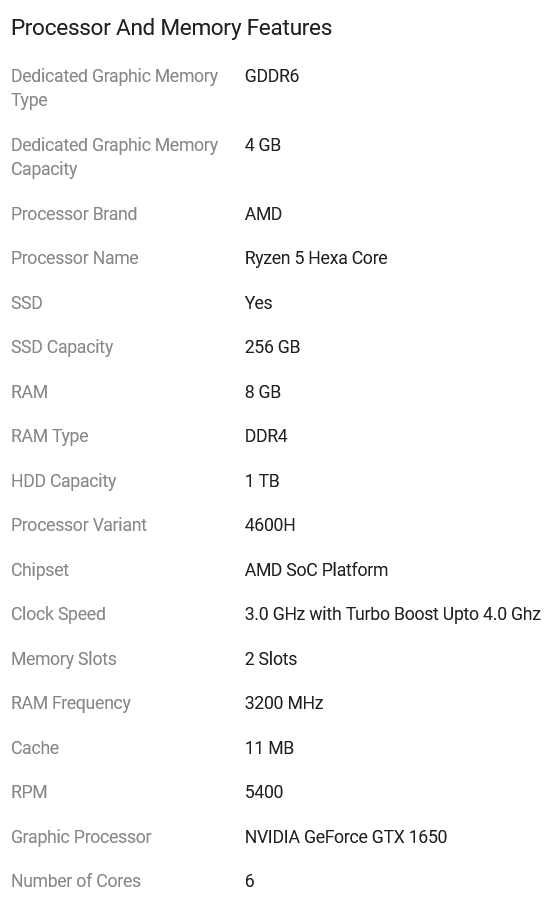 Processor And Memory Features
Dedicated Graphic Memory Type GDDR6
Dedicated Graphic Memory Capacity 4 GB
Processor Brand AMD
Processor Name Ryzen 5 Hexa Core
SSD Yes
SSD Capacity 256 GB
RAM 8 GB
RAM Type DDR4
HDD Capacity 1 TB
Processor Variant 4600H
Chipset AMD SoC Platform
Clock Speed 3.0 GHz with Turbo Boost Upto 4.0 Ghz
Memory Slots 2 Slots
RAM Frequency 3200 MHz
Cache 11 MB
RPM 5400
Graphic Processor NVIDIA GeForce GTX 1650
Number of Cores 6